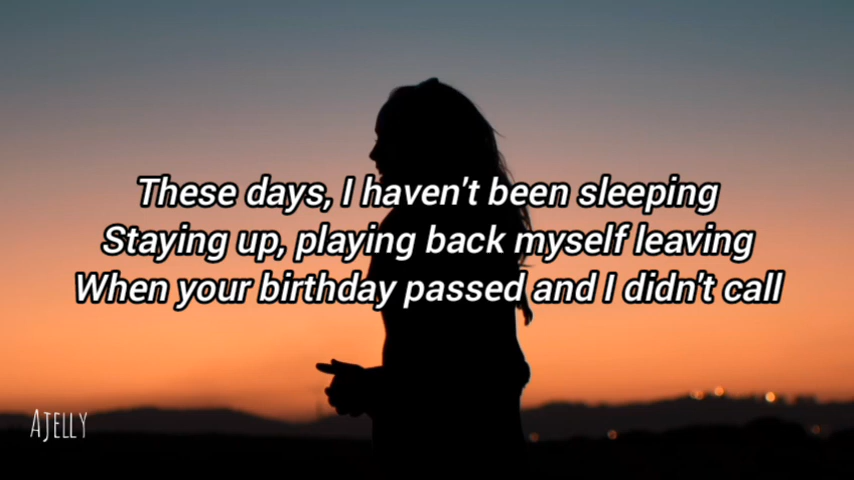 These days, I haven't been sleeping
Staying up, playing back myself leaving
When your birthday passed and I didn't call
AJELLY